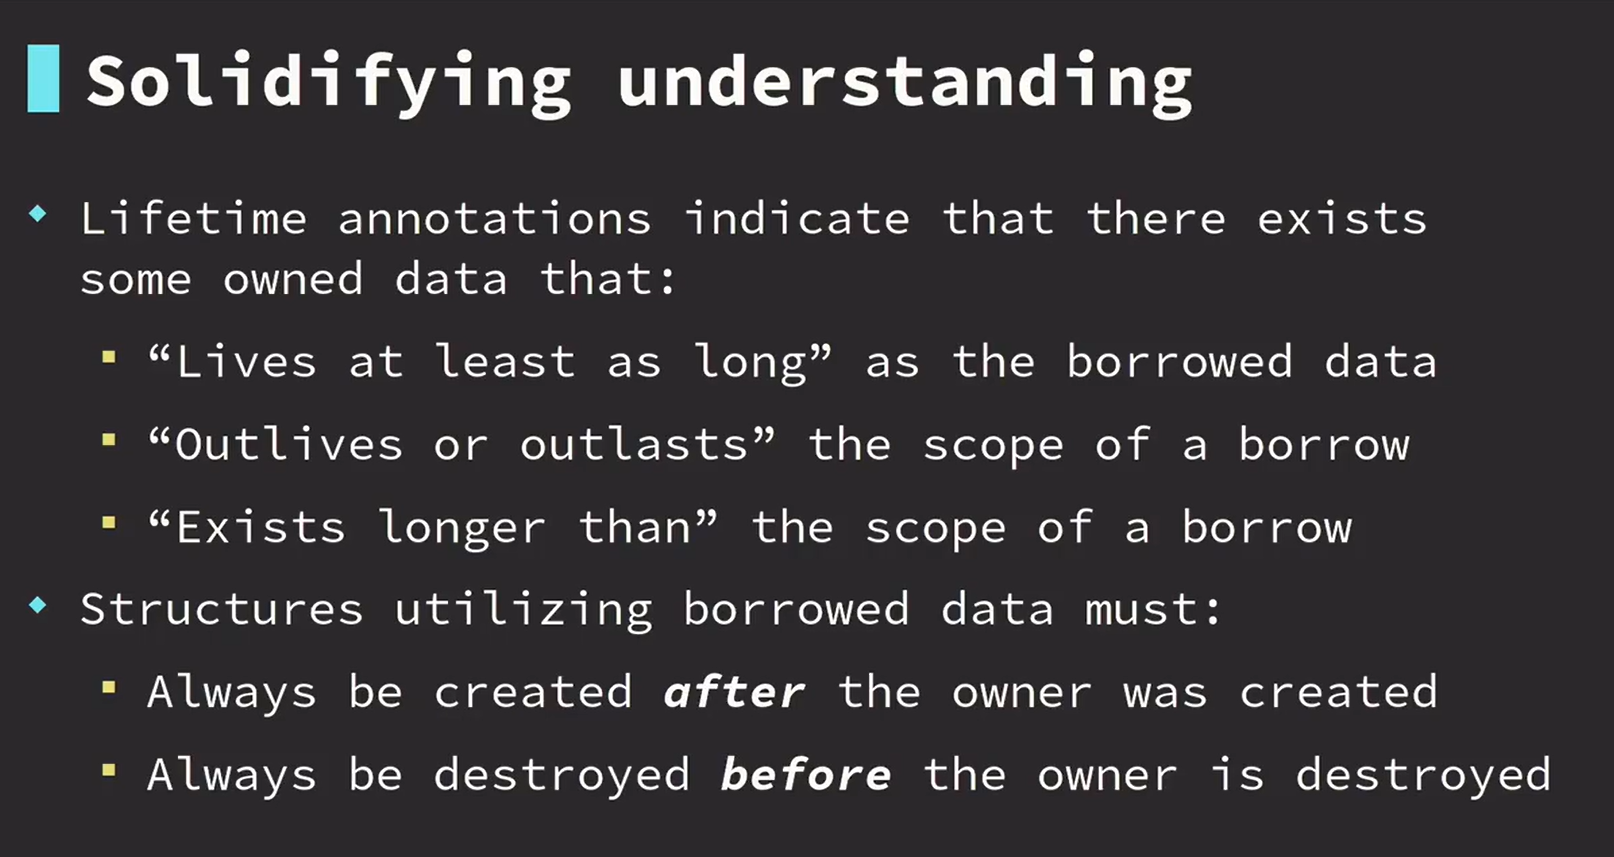 Solidifying understanding
Lifetime annotations indicate that there exists
some owned data that:
“Lives at least as long” as the borrowed data
“Outlives or outlasts” the scope of a borrow
“Exists longer than” the scope of a borrow
Structures utilizing borrowed data must:
Always be created after the owner was created
Always be destroyed before the owner is destroyed